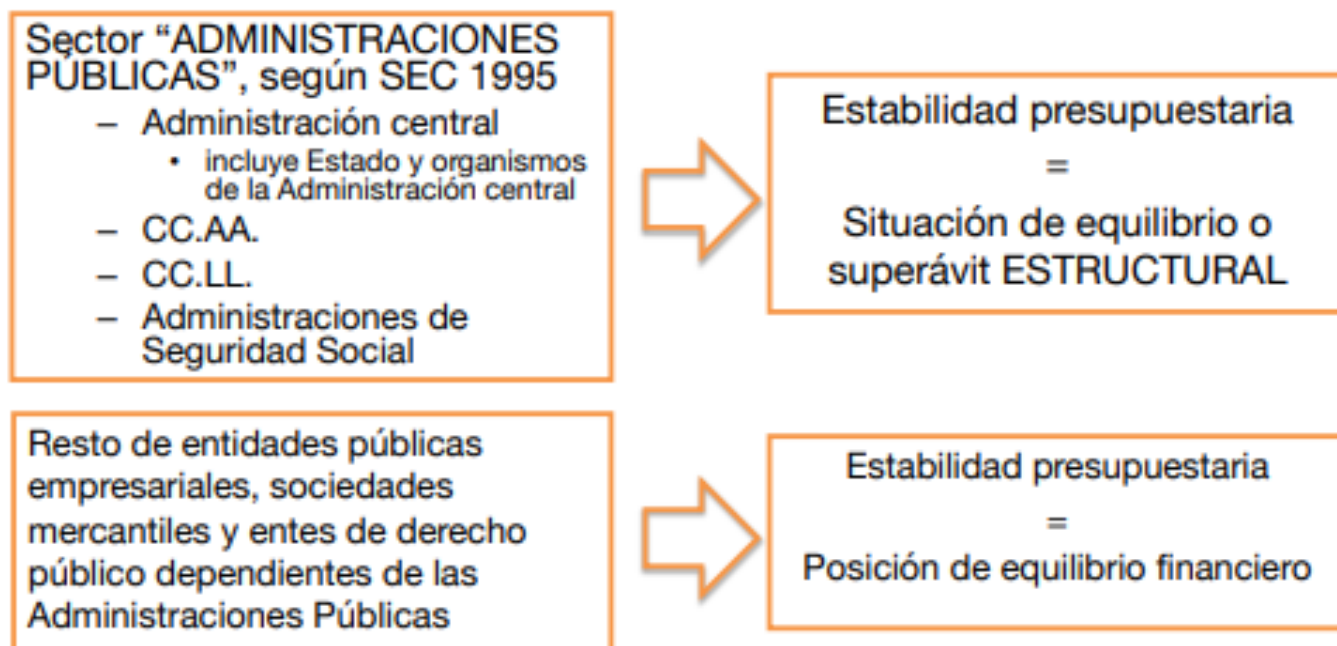 Sector “ADMINISTRACIONES
PÚBLICAS”, según SEC 1995
– Administración central
• incluye Estado y organismos
de la Administración central
– CC.AA.
– CC.LL.
– Administraciones de
Seguridad Social
Estabilidad presupuestaria
=
Situación de equilibrio o
superávit ESTRUCTURAL
Resto de entidades públicas
empresariales, sociedades
mercantiles y entes de derecho
público dependientes de las
Administraciones Públicas
Estabilidad presupuestaria
=
Posición de equilibrio financiero